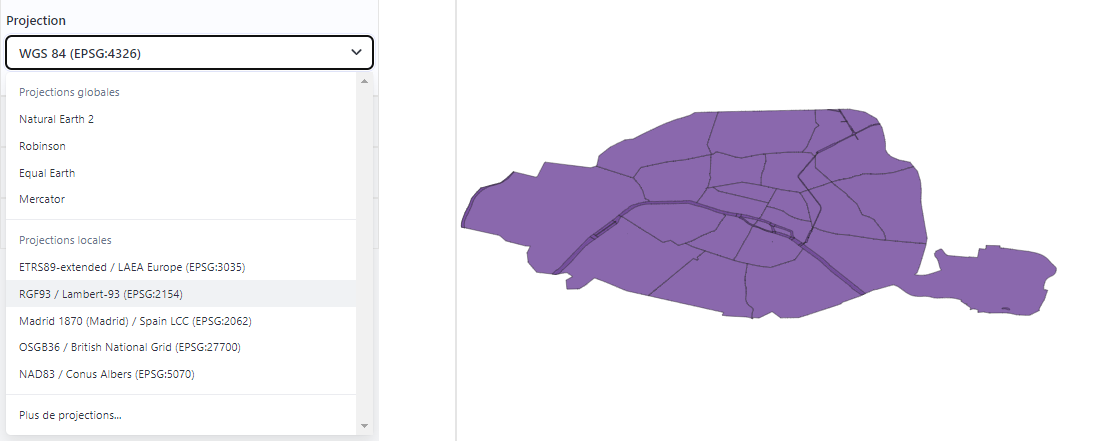 Projection
WGS 84 (EPSG:4326)
Projections globales
Natural Earth 2
Robinson
Equal Earth
Mercator
Projections locales
ETRS89-extended / LAEA Europe (EPSG:3035)
RGF93 / Lambert-93 (EPSG:2154)
Madrid 1870 (Madrid) / Spain LCC (EPSG:2062)
OSGB36 / British National Grid (EPSG:27700)
NAD83 / Conus Albers (EPSG:5070)
Plus de projections...